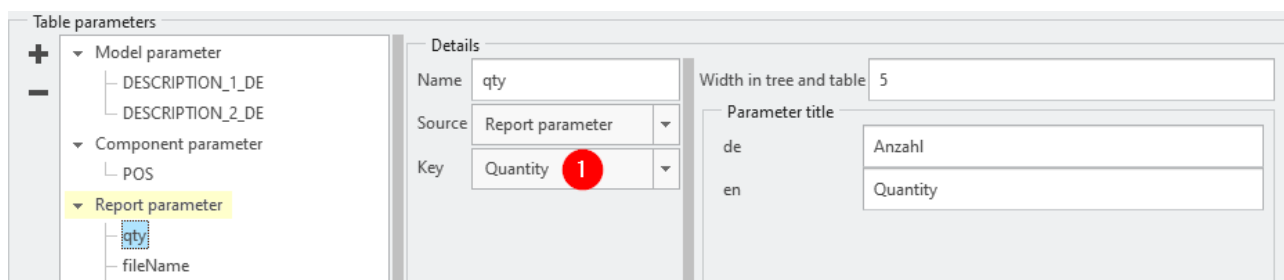 Table parameters
Model parameter
DESCRIPTION_1_DE
DESCRIPTION_2_DE
Component parameter
POS
Report parameter
qty
fileName
Details
Name qty
Source Report parameter
Key Quantity 1
Width in tree and table 5
Parameter title
de Anzahl
en Quantity